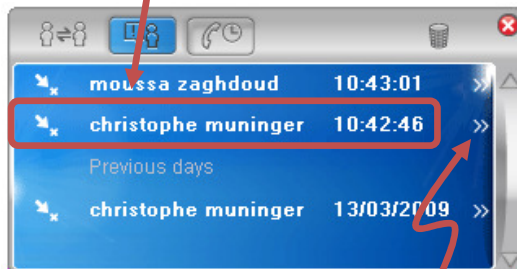 moussa zaghdoud 10:43:01
christophe muninger 10:42:46
Previous days
christophe muninger 13/03/2009